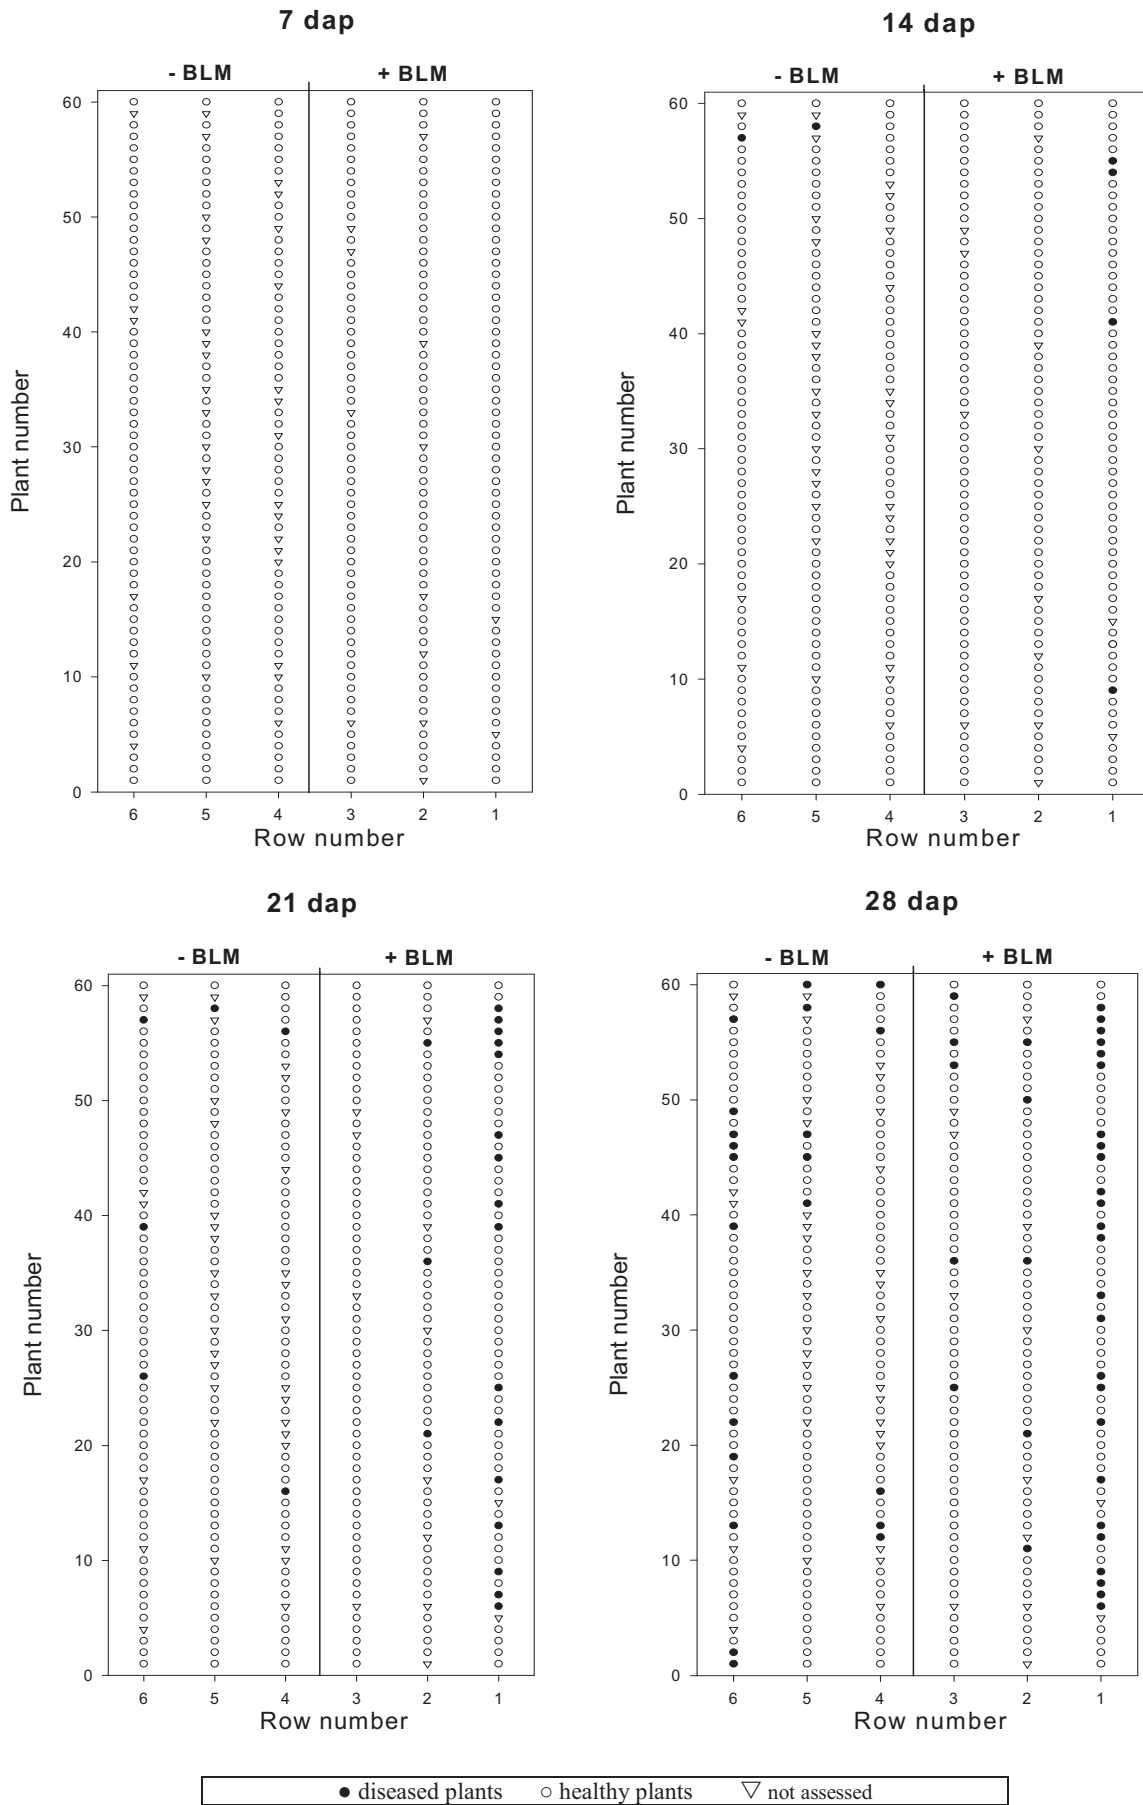 7 dap
14 dap
- BLM + BLM
- BLM + BLM
60
50
40
30
20
10
0
Plant number
6 5 4 3 2 1
Row number
60
50
40
30
20
10
0
Plant number
6 5 4 3 2 1
Row number
21 dap
28 dap
- BLM + BLM
- BLM + BLM
60
50
40
30
20
10
0
Plant number
6 5 4 3 2 1
Row number
60
50
40
30
20
10
0
Plant number
6 5 4 3 2 1
Row number
● diseased plants ○ healthy plants ▽ not assessed